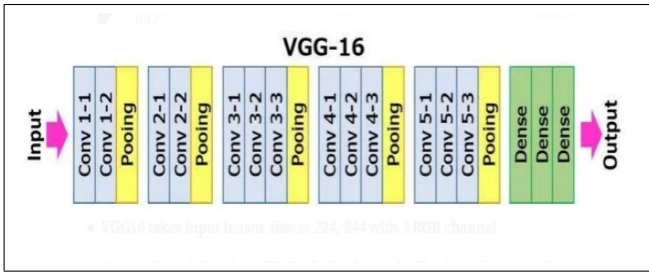 VGG-16
Input
Conv 1-1
Conv 1-2
Pooing
Conv 2-1
Conv 2-2
Pooing
Conv 3-1
Conv 3-2
Conv 3-3
Pooing
Conv 4-1
Conv 4-2
Conv 4-3
Pooing
Conv 5-1
Conv 5-2
Conv 5-3
Pooing
Dense
Dense
Dense
Output
• VGG16 takes input tensor size as 224, 244 with 3 RGB channel